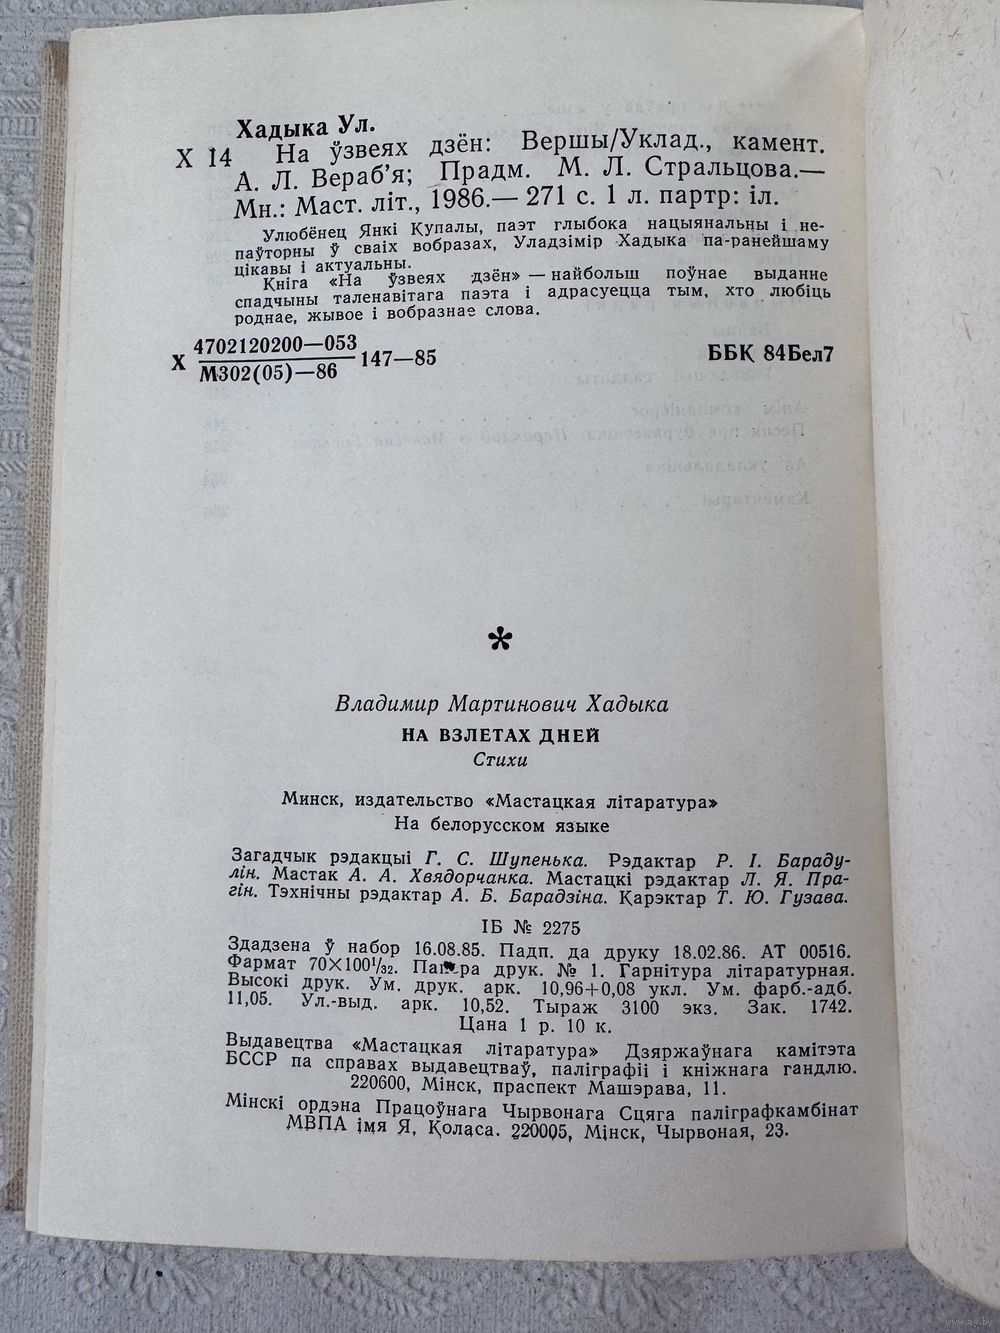 Хадыка Ул.
Х 14 На ўзвеях дзён: Вершы/Уклад., камент.
А. Л. Вераб’я; Прадм. М. Л. Стральцова.—
Мн.: Маст. літ., 1986.— 271 с. 1 л. партр: іл.
Улюбёнец Янкі Купалы, паэт глыбока нацыянальны і не-
паўторны ў сваіх вобразах, Уладзімір Хадыка па-ранейшаму
цікавы і актуальны.
Кніга «На ўзвеях дзён» — найбольш поўнае выданне
спадчыны таленавітага паэта і адрасуецца тым, хто любіць
роднае, жывое і вобразнае слова.
Х 4702120200—053
М302(05)—86 147—85 ББК 84Бел7
*
Владимир Мартинович Хадыка
НА ВЗЛЕТАХ ДНЕЙ
Стихи
Минск, издательство «Мастацкая літаратура»
На белорусском языке
Загадчык рэдакцыі Г. С. Шупенька. Рэдактар Р. І. Бараду-
лін. Мастак А. А. Хвядорчанка. Мастацкі рэдактар Л. Я. Пра-
гін. Тэхнічны рэдактар А. Б. Барадзіна. Карэктар Т. Ю. Гузава.
ІБ № 2275
Здадзена ў набор 16.08.85. Падп. да друку 18.02.86. АТ 00516.
Фармат 70×100¹/₃₂. Папера друк. № 1. Гарнітура літаратурная.
Высокі друк. Ум. друк. арк. 10,96+0,08 укл. Ум. фарб.-адб.
11,05. Ул.-выд. арк. 10,52. Тыраж 3100 экз. Зак. 1742.
Цана 1 р. 10 к.
Выдавецтва «Мастацкая літаратура» Дзяржаўнага камітэта
БССР па справах выдавецтваў, паліграфіі і кніжнага гандлю.
220600, Мінск, праспект Машэрава, 11.
Мінскі ордэна Працоўнага Чырвонага Сцяга паліграфкамбінат
МВПА імя Я. Коласа. 220005, Мінск, Чырвоная, 23.
www.ay.by